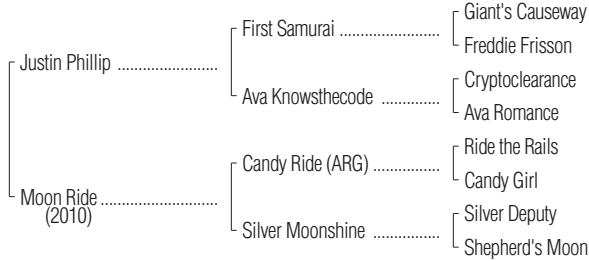 Giant's Causeway
First Samurai ........................
Freddie Frisson
Justin Phillip ........................
Cryptoclearance
Ava Knowsthecode ..............
Ava Romance
Ride the Rails
Candy Ride (ARG) ................
Candy Girl
Moon Ride ............................
(2010)
Silver Deputy
Silver Moonshine ................
Shepherd's Moon